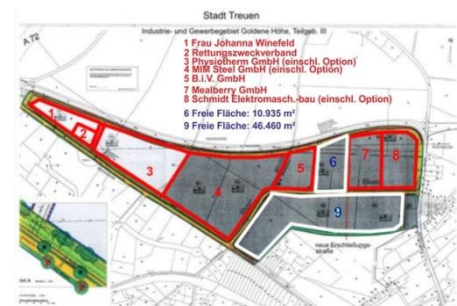 Stadt Treuen
Industrie- und Gewerbegebiet Goldene Höhe, Teilgeb. III
A 72
1 Frau Johanna Winefeld
2 Rettungszweckverband
3 Physiotherm GmbH (einschl. Option)
4 MIM Steel GmbH (einschl. Option)
5 B.i.V. GmbH
7 Mealberry GmbH
8 Schmidt Elektromasch.-bau (einschl. Option)
6 Freie Fläche: 10.935 m²
9 Freie Fläche: 46.460 m²
1
2
3
4
5
6
7
8
9
neue Erschließungs-
straße